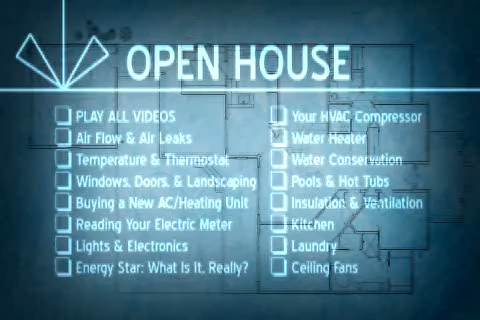 OPEN HOUSE
PLAY ALL VIDEOS
Air Flow & Air Leaks
Temperature & Thermostat
Windows, Doors, & Landscaping
Buying a New AC/Heating Unit
Reading Your Electric Meter
Lights & Electronics
Energy Star: What Is It, Really?
Your HVAC Compressor
Water Heater
Water Conservation
Pools & Hot Tubs
Insulation & Ventilation
Kitchen
Laundry
Ceiling Fans